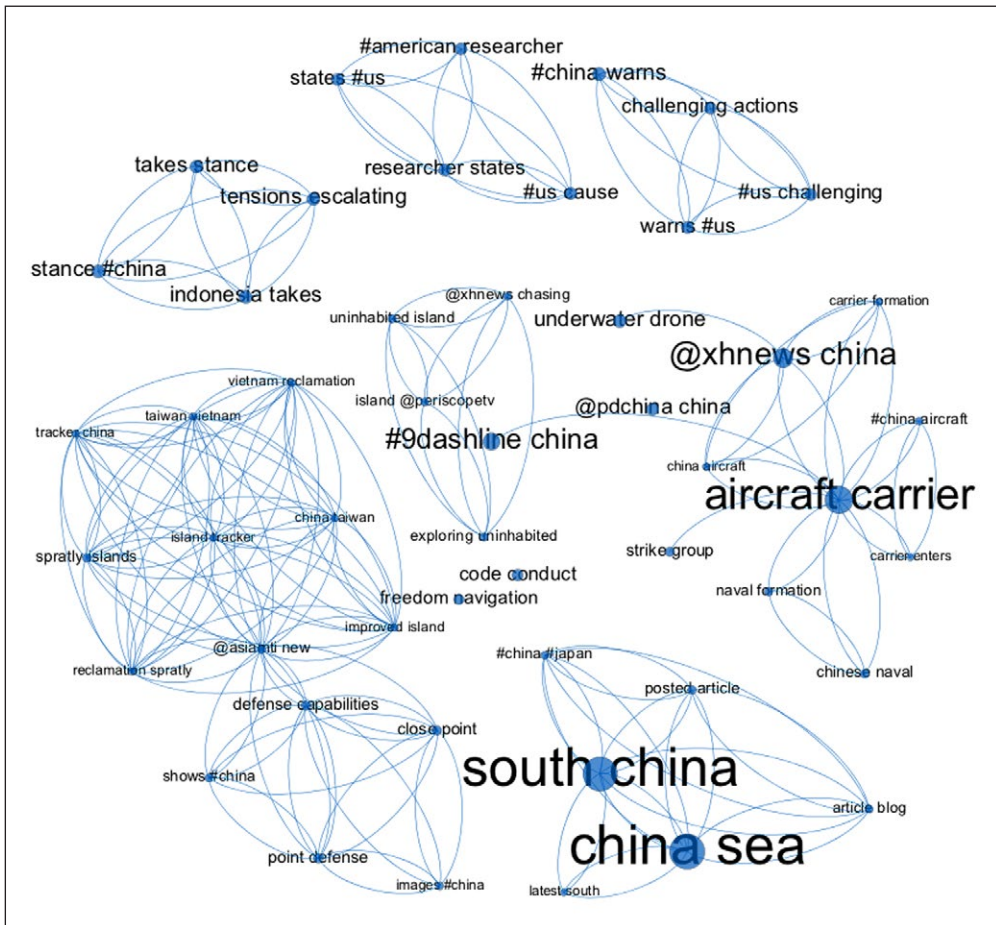 #american researcher
states #us
#china warns
challenging actions
takes stance
researcher states
tensions escalating
#us cause
#us challenging
warns #us
stance #china
indonesia takes
@xhnews chasing
carrier formation
uninhabited island
underwater drone
@xhnews china
vietnam reclamation
island @periscopetv
@pdchina china
taiwan vietnam
#china aircraft
tracker china
#9dashline china
china aircraft
aircraft carrier
china taiwan
island tracker
exploring uninhabited
strike group
carrier enters
spratly islands
code conduct
naval formation
freedom navigation
improved island
@asiamti new
#china #japan
reclamation spratly
chinese naval
posted article
defense capabilities
close point
south china
shows #china
article blog
china sea
point defense
images #china
latest south